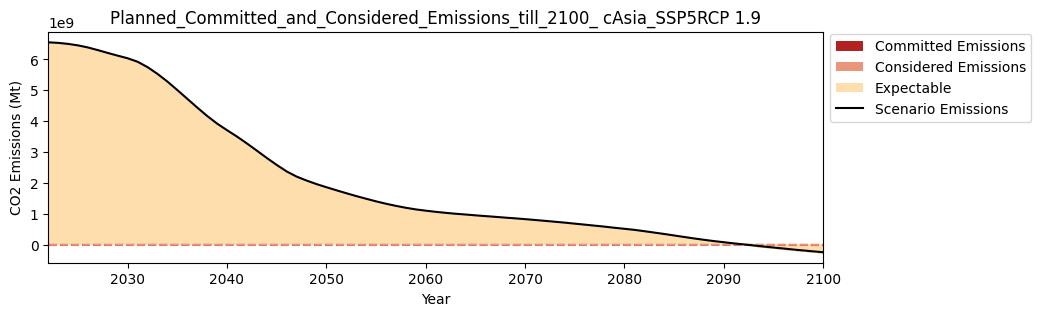 Planned_Committed_and_Considered_Emissions_till_2100_ cAsia_SSP5RCP 1.9
1e9
6
5
4
3
2
1
0
CO2 Emissions (Mt)
2030 2040 2050 2060 2070 2080 2090 2100
Year
Committed Emissions
Considered Emissions
Expectable
Scenario Emissions